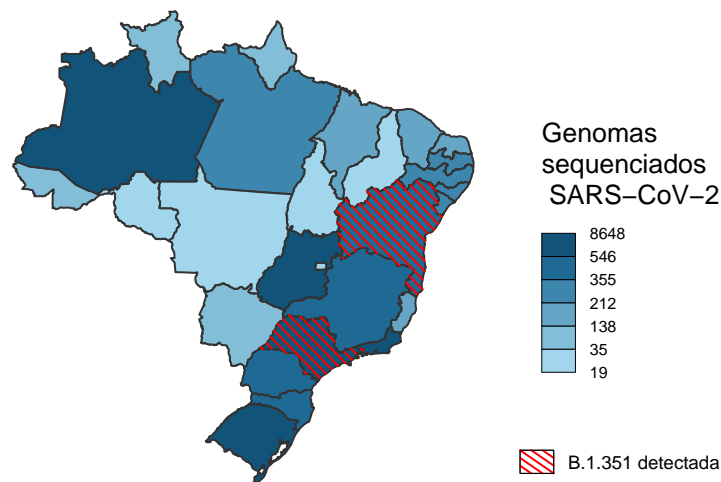 Genomas
sequenciados
SARS−CoV−2
8648
546
355
212
138
35
19
B.1.351 detectada